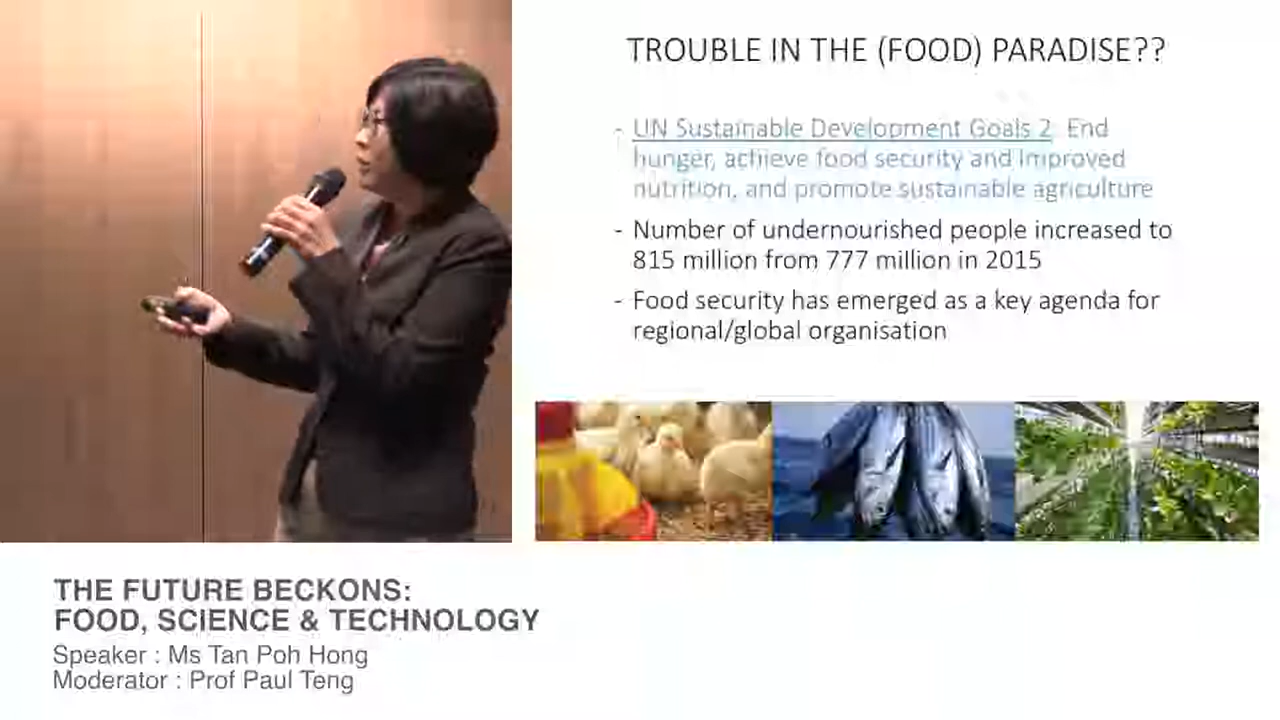 TROUBLE IN THE (FOOD) PARADISE??
- UN Sustainable Development Goals 2: End
hunger, achieve food security and improved
nutrition, and promote sustainable agriculture
- Number of undernourished people increased to
815 million from 777 million in 2015
- Food security has emerged as a key agenda for
regional/global organisation
THE FUTURE BECKONS:
FOOD, SCIENCE & TECHNOLOGY
Speaker : Ms Tan Poh Hong
Moderator : Prof Paul Teng